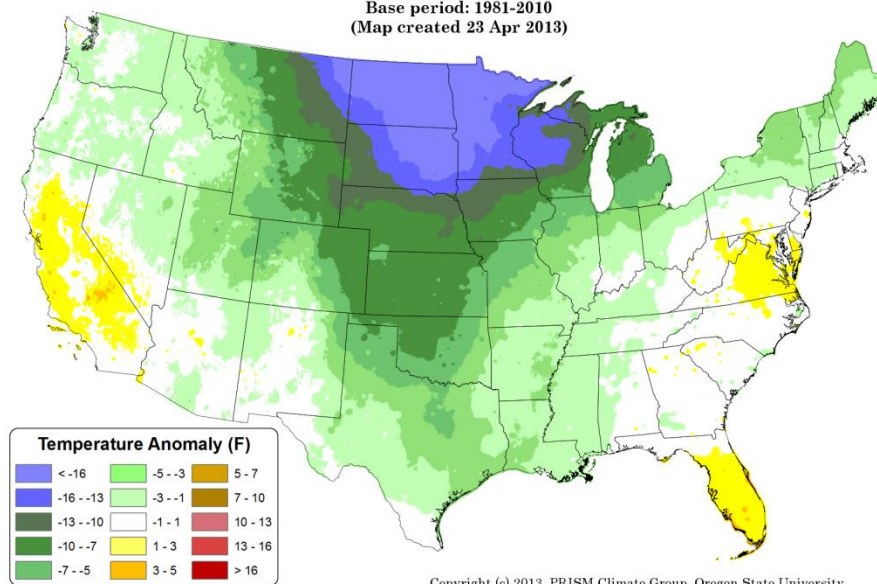 Base period: 1981-2010
(Map created 23 Apr 2013)
Temperature Anomaly (F)
< -16
-5 - -3
5 - 7
-16 - -13
-3 - -1
7 - 10
-13 - -10
-1 - 1
10 - 13
-10 - -7
1 - 3
13 - 16
-7 - -5
3 - 5
> 16
Copyright (c) 2013, PRISM Climate Group, Oregon State University